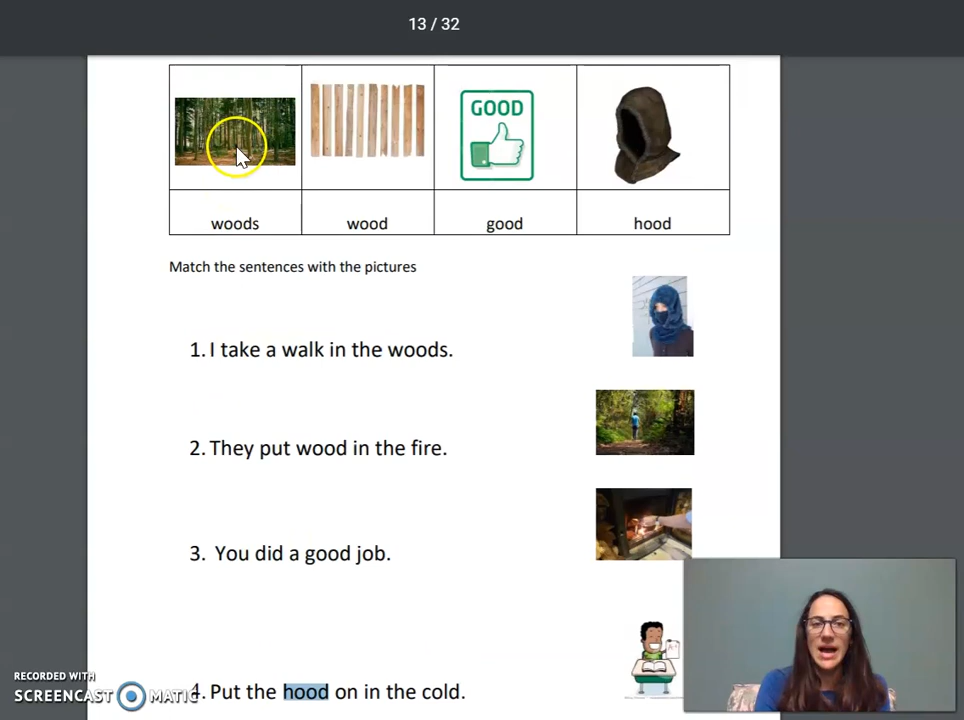 13 / 32
GOOD
woods wood good hood
Match the sentences with the pictures
1. I take a walk in the woods.
2. They put wood in the fire.
3. You did a good job.
4. Put the hood on in the cold.
RECORDED WITH
SCREENCAST MATIC